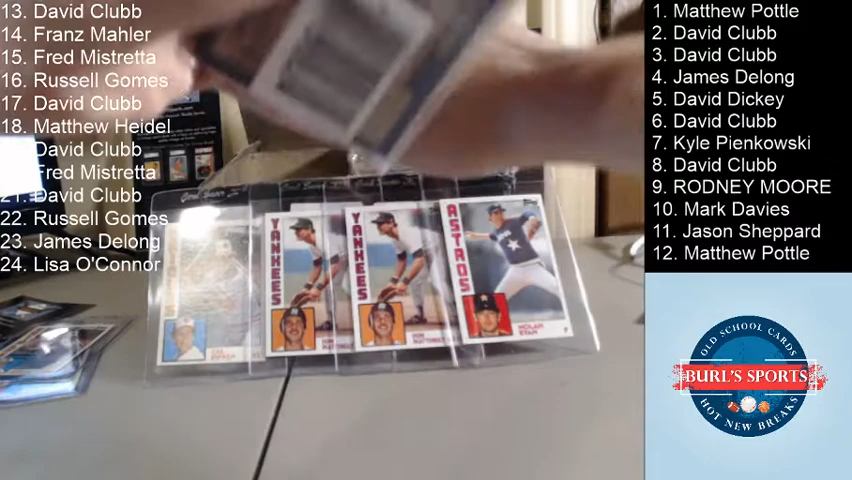 13. David Clubb
14. Franz Mahler
15. Fred Mistretta
16. Russell Gomes
17. David Clubb
18. Matthew Heidel
David Clubb
Fred Mistretta
21. David Clubb
22. Russell Gomes
23. James Delong
24. Lisa O'Connor
1. Matthew Pottle
2. David Clubb
3. David Clubb
4. James Delong
5. David Dickey
6. David Clubb
7. Kyle Pienkowski
8. David Clubb
9. RODNEY MOORE
10. Mark Davies
11. Jason Sheppard
12. Matthew Pottle
YANKEES
YANKEES
ASTROS
NOLAN
RYAN
OLD SCHOOL CARDS
BURL'S SPORTS
HOT NEW BREAKS